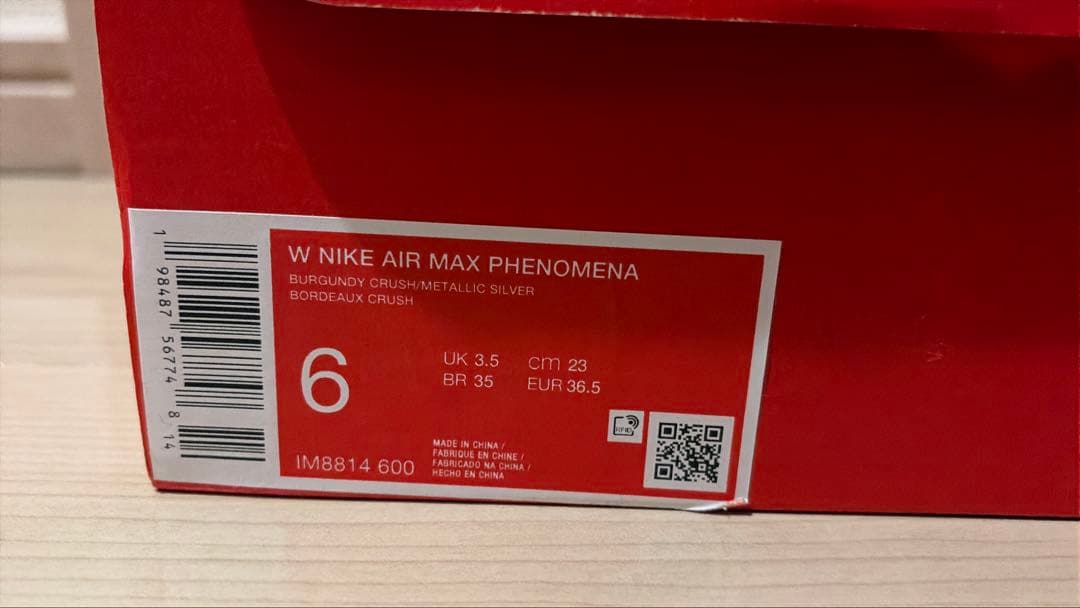 W NIKE AIR MAX PHENOMENA
BURGUNDY CRUSH/METALLIC SILVER
BORDEAUX CRUSH
6
UK 3.5 cm 23
BR 35 EUR 36.5
RFID
MADE IN CHINA /
FABRIQUE EN CHINE /
FABRICADO NA CHINA /
HECHO EN CHINA
IM8814 600
1 98487 56774 8 14